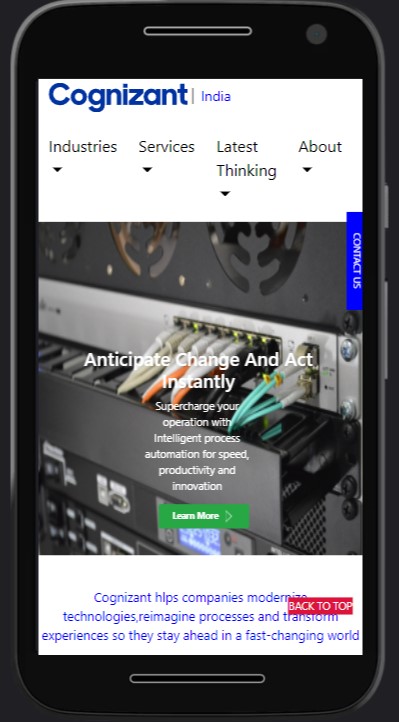 Cognizant | India
Industries Services Latest About
Thinking
CONTACT US
Anticipate Change And Act
Instantly
Supercharge your
operation with
Intelligent process
automation for speed,
productivity and
innovation
Learn More
Cognizant hlps companies modernize
BACK TO TOP
technologies,reimagine processes and transform
experiences so they stay ahead in a fast-changing world